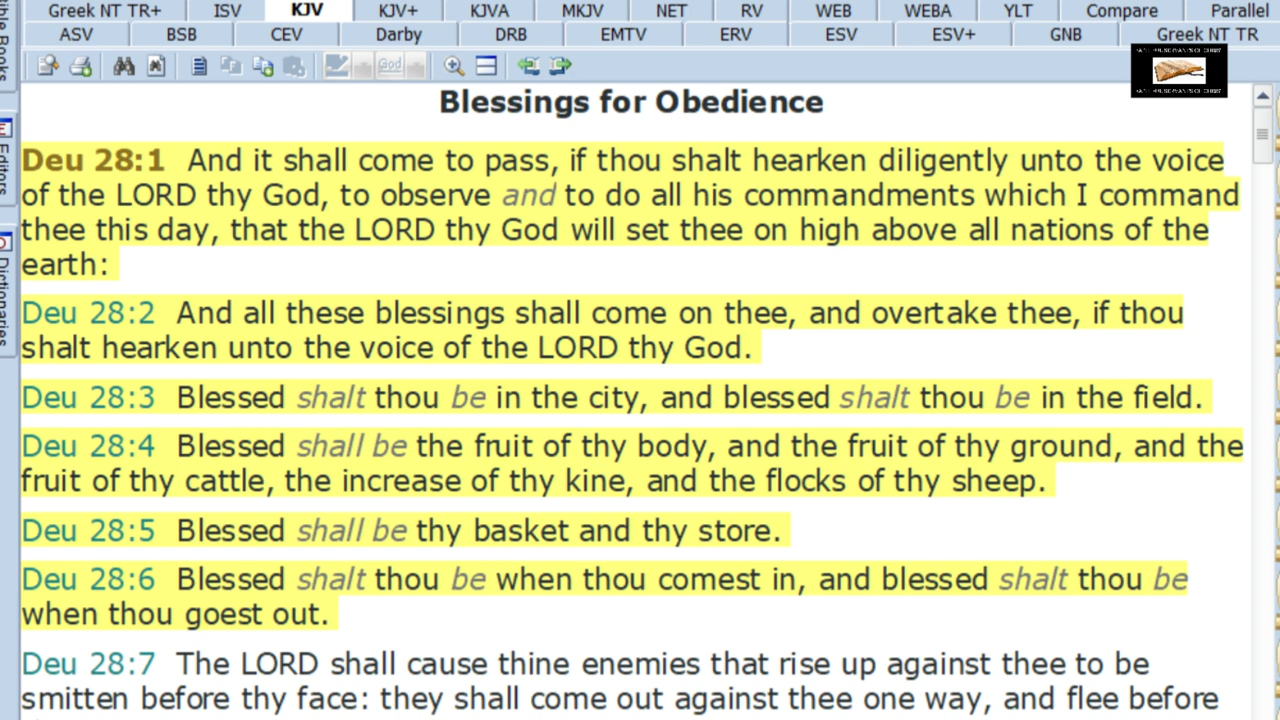 Greek NT TR+ ISV KJV KJV+ KJVA MKJV NET RV WEB WEBA YLT Compare Parallel
ASV BSB CEV Darby DRB EMTV ERV ESV ESV+ GNB Greek NT TR
Books
Editors
Dictionaries
God
Blessings for Obedience
Deu 28:1 And it shall come to pass, if thou shalt hearken diligently unto the voice
of the LORD thy God, to observe and to do all his commandments which I command
thee this day, that the LORD thy God will set thee on high above all nations of the
earth:
Deu 28:2 And all these blessings shall come on thee, and overtake thee, if thou
shalt hearken unto the voice of the LORD thy God.
Deu 28:3 Blessed shalt thou be in the city, and blessed shalt thou be in the field.
Deu 28:4 Blessed shall be the fruit of thy body, and the fruit of thy ground, and the
fruit of thy cattle, the increase of thy kine, and the flocks of thy sheep.
Deu 28:5 Blessed shall be thy basket and thy store.
Deu 28:6 Blessed shalt thou be when thou comest in, and blessed shalt thou be
when thou goest out.
Deu 28:7 The LORD shall cause thine enemies that rise up against thee to be
smitten before thy face: they shall come out against thee one way, and flee before